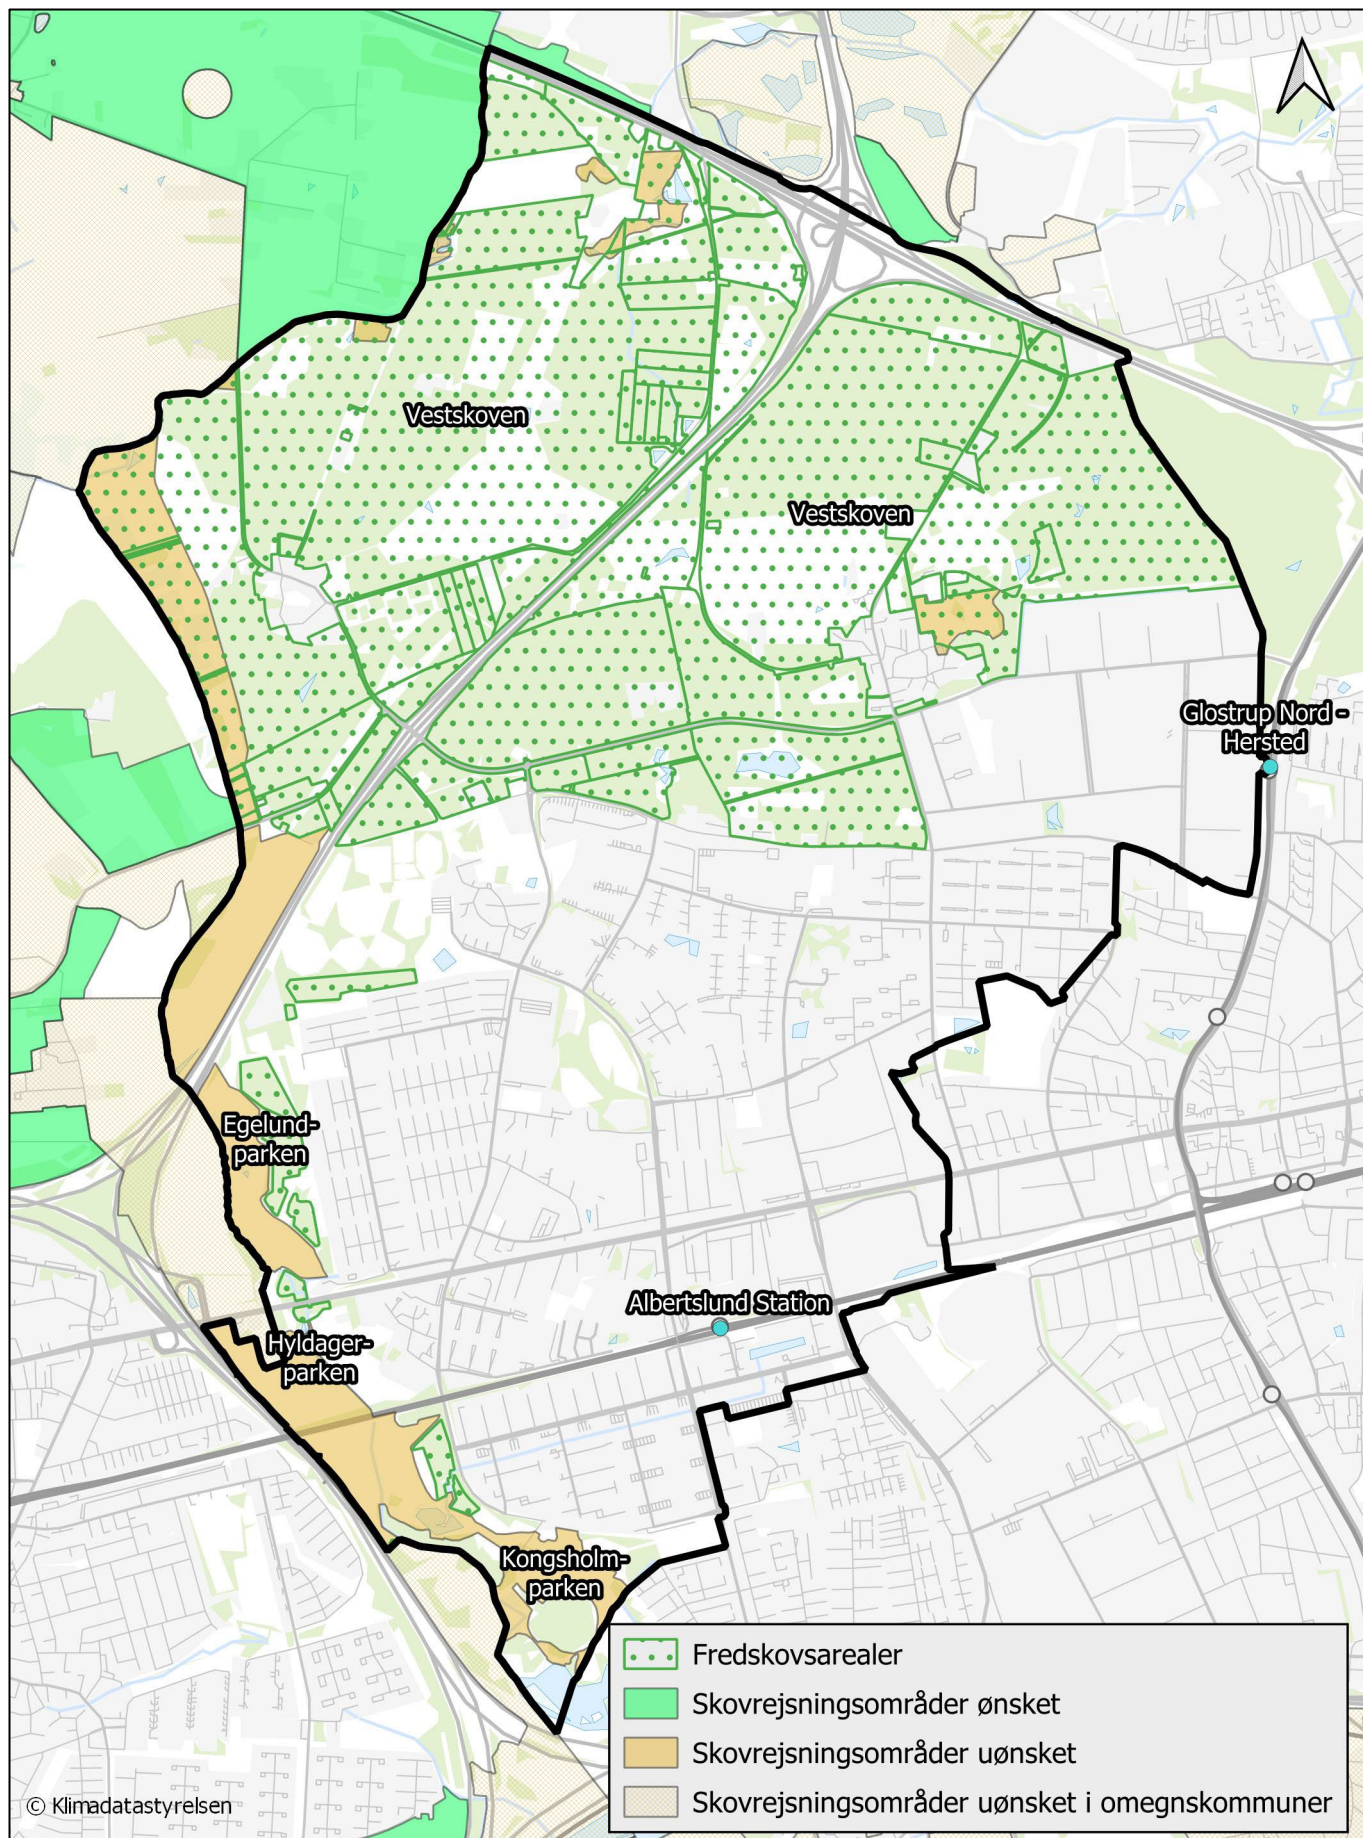 Vestskoven
Vestskoven
Glostrup Nord -
Hersted
Egelund-
parken
Albertslund Station
Hyldager-
parken
Kongsholm-
parken
Fredskovsarealer
Skovrejsningsområder ønsket
Skovrejsningsområder uønsket
Skovrejsningsområder uønsket i omegnskommuner
© Klimadatastyrelsen